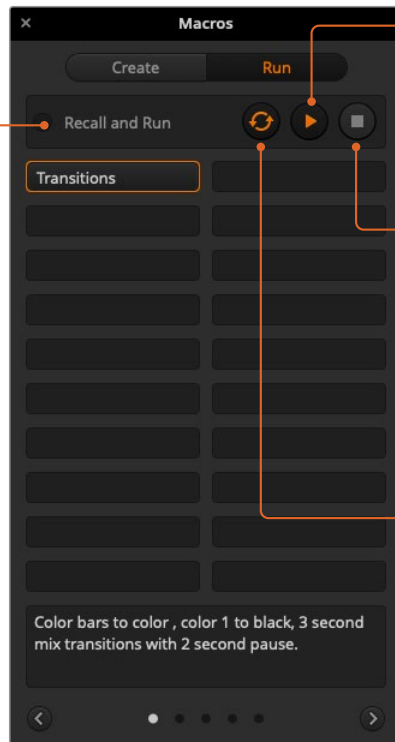 Macros
Create Run
Recall and Run
Transitions
Color bars to color , color 1 to black, 3 second
mix transitions with 2 second pause.